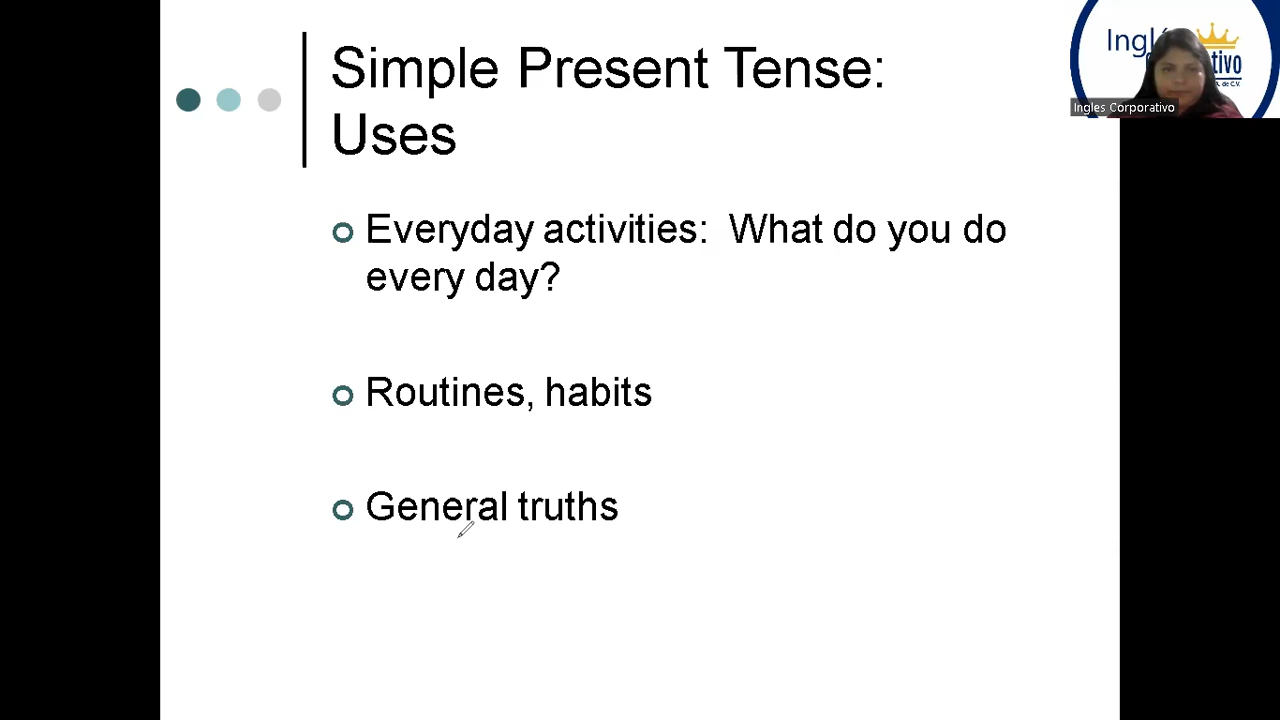 Simple Present Tense:
Uses
Everyday activities:  What do you do
every day?
Routines, habits
General truths
Ingles Corporativo